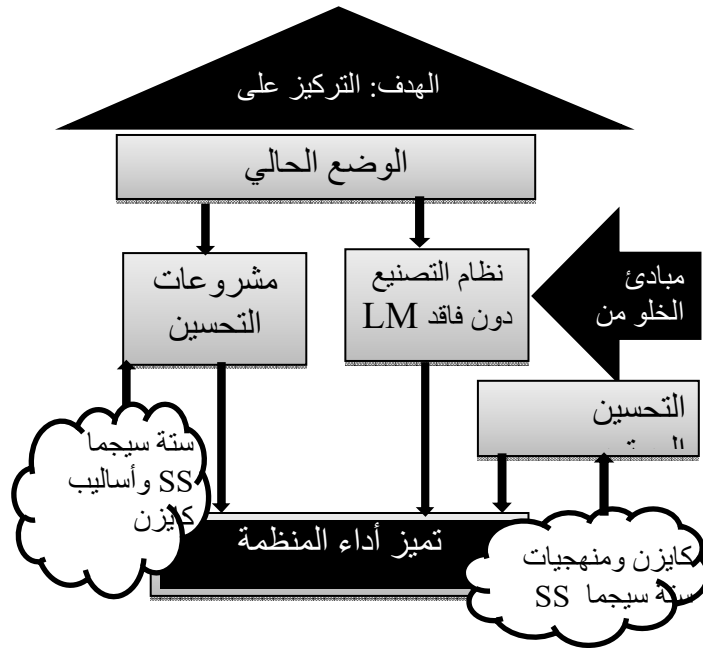 الهدف: التركيز على
الوضع الحالي
نظام التصنيع
دون فاقد LM
مشروعات
التحسين
مبادئ
الخلو من
التحسين
ستة سيجما
SS وأساليب
كايزن
تميز أداء المنظمة
كايزن ومنهجيات
ستة سيجما SS